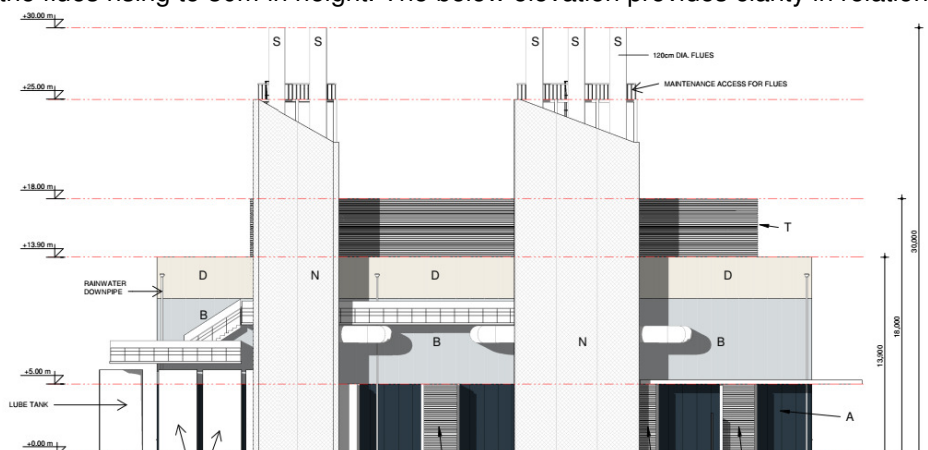 the flues rising to 30m in height. The below elevation provides clarity in relation
+30.00 m
S S S S S
120cm DIA. FLUES
MAINTENANCE ACCESS FOR FLUES
+25.00 m
+18.00 m
T
30,000
+13.90 m
D N D D
RAINWATER
DOWNPIPE
B
18,000
B N B
13,900
+5.00 m
LUBE TANK
A
+0.00 m